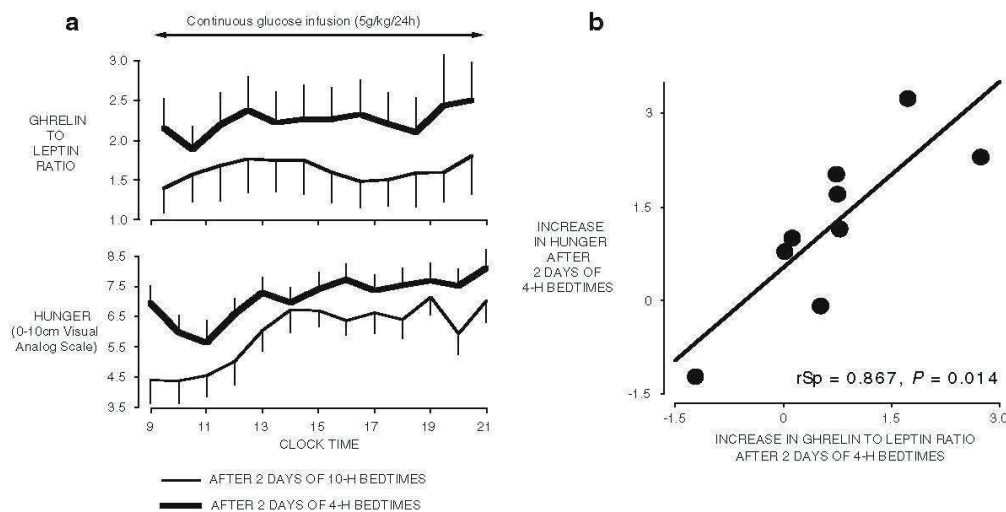 a
Continuous glucose infusion (5g/kg/24h)
3.0
2.5
2.0
1.5
1.0
GHRELIN
TO
LEPTIN
RATIO
8.5
7.5
6.5
5.5
4.5
3.5
HUNGER
(0-10cm Visual
Analog Scale)
9 11 13 15 17 19 21
CLOCK TIME
AFTER 2 DAYS OF 10-H BEDTIMES
AFTER 2 DAYS OF 4-H BEDTIMES
b
3
1.5
0
-1.5
INCREASE
IN HUNGER
AFTER
2 DAYS OF
4-H BEDTIMES
rSp = 0.867, P = 0.014
-1.5 0 1.5 3.0
INCREASE IN GHRELIN TO LEPTIN RATIO
AFTER 2 DAYS OF 4-H BEDTIMES